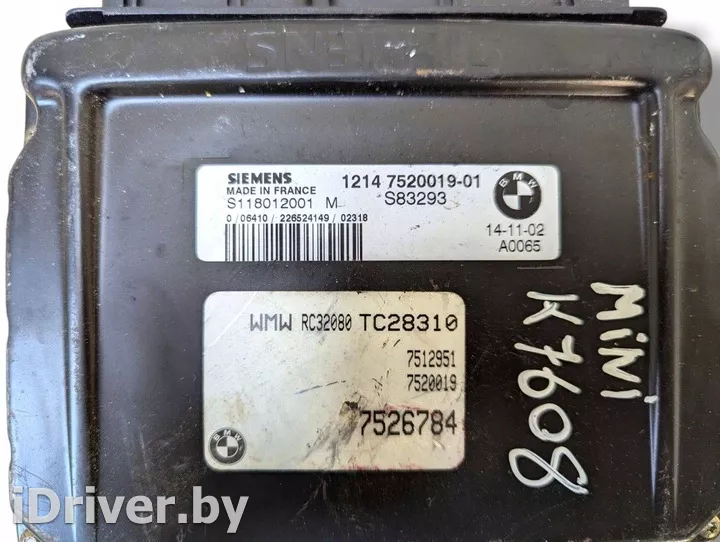 SIEMENS
SIEMENS 1214 7520019-01
MADE IN FRANCE
S118012001 M S83293
0 / 06410 / 226524149 / 02318
BMW
14-11-02
A0065
WMW RC32080 TC28310
7512951
7520019
7526784
BMW
MiNi
K7608
iDriver.by